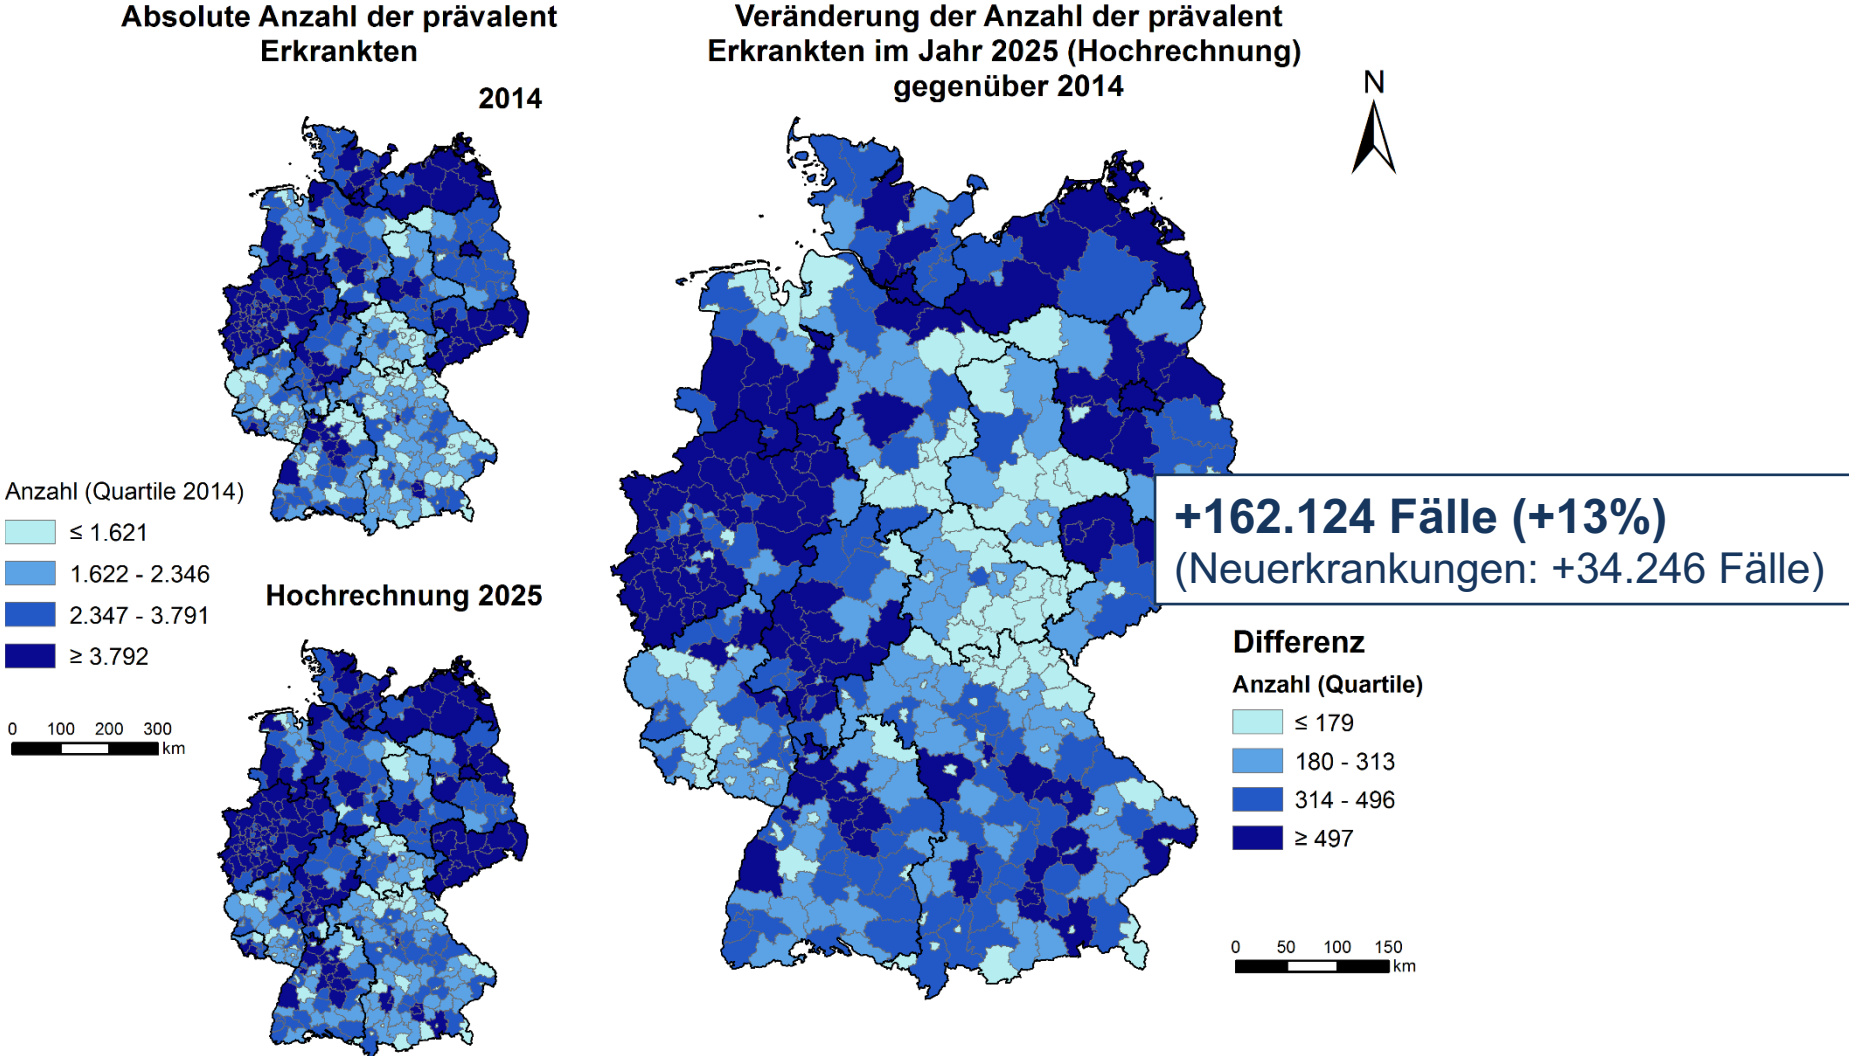 Absolute Anzahl der prävalent
Erkrankten
2014
Anzahl (Quartile 2014)
≤ 1.621
1.622 - 2.346
2.347 - 3.791
≥ 3.792
Hochrechnung 2025
0 100 200 300
km
Veränderung der Anzahl der prävalent
Erkrankten im Jahr 2025 (Hochrechnung)
gegenüber 2014
N
+162.124 Fälle (+13%)
(Neuerkrankungen: +34.246 Fälle)
Differenz
Anzahl (Quartile)
≤ 179
180 - 313
314 - 496
≥ 497
0 50 100 150
km